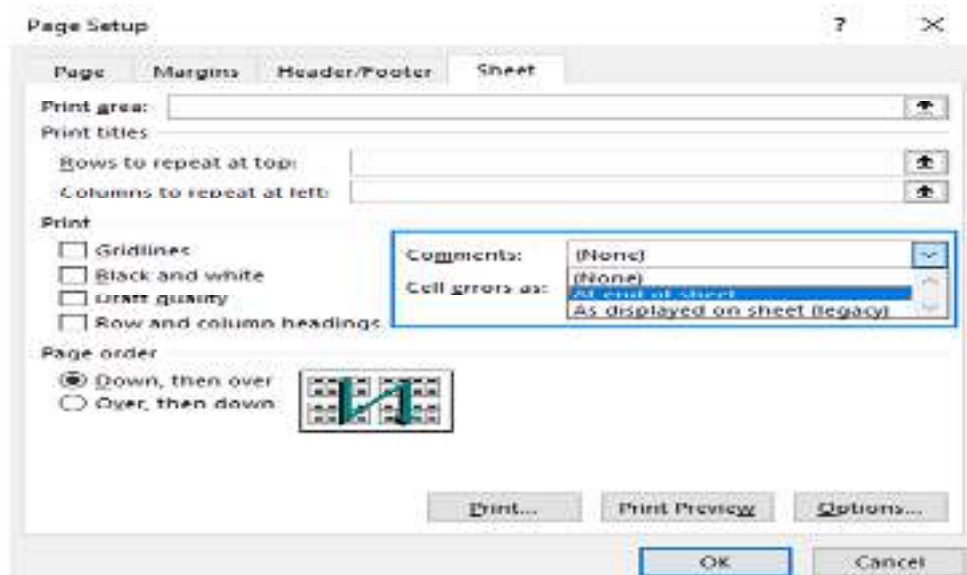 Page Setup ? ×
Page Margins Header/Footer Sheet
Print area:
Print titles
Rows to repeat at top:
Columns to repeat at left:
Print
Gridlines
Black and white
Draft quality
Row and column headings
Comments: (None)
(None)
Cell errors as: At end of sheet
As displayed on sheet (legacy)
Page order
Down, then over
Over, then down
Print... Print Preview Options...
OK Cancel